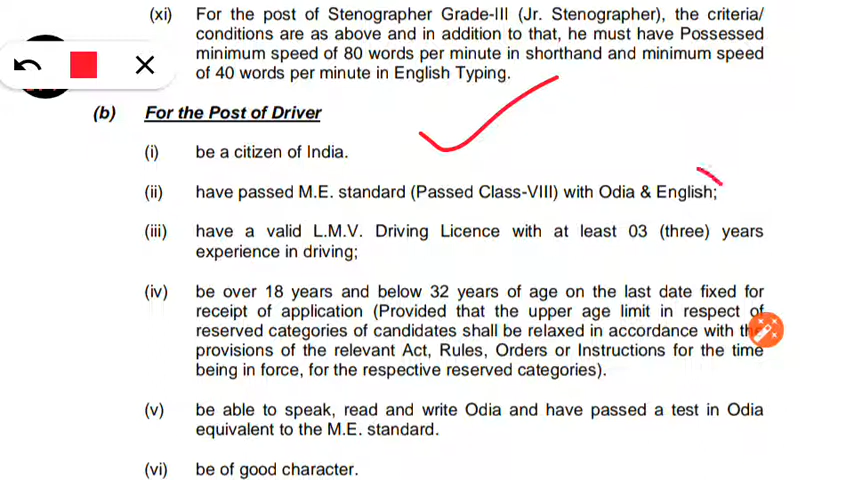 (xi) For the post of Stenographer Grade-III (Jr. Stenographer), the criteria/
conditions are as above and in addition to that, he must have Possessed
minimum speed of 80 words per minute in shorthand and minimum speed
of 40 words per minute in English Typing.
(b) For the Post of Driver
(i) be a citizen of India.
(ii) have passed M.E. standard (Passed Class-VIII) with Odia & English;
(iii) have a valid L.M.V. Driving Licence with at least 03 (three) years
experience in driving;
(iv) be over 18 years and below 32 years of age on the last date fixed for
receipt of application (Provided that the upper age limit in respect of
reserved categories of candidates shall be relaxed in accordance with the
provisions of the relevant Act, Rules, Orders or Instructions for the time
being in force, for the respective reserved categories).
(v) be able to speak, read and write Odia and have passed a test in Odia
equivalent to the M.E. standard.
(vi) be of good character.